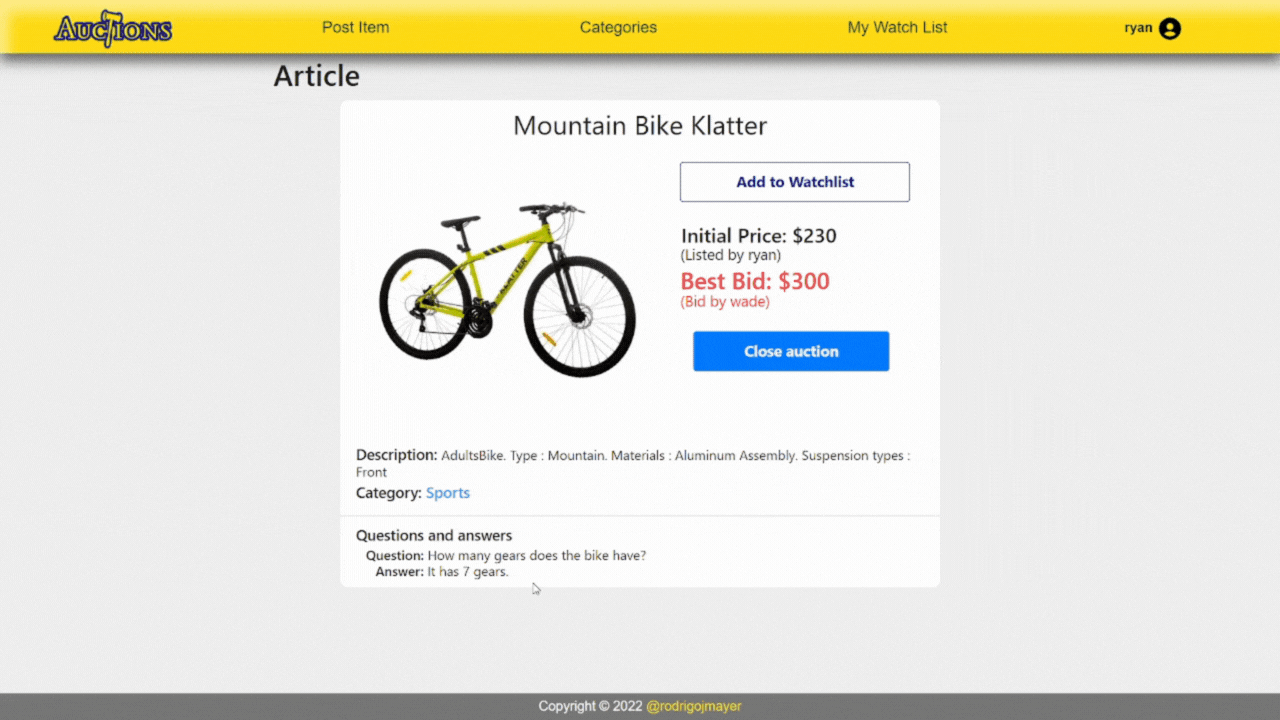 AUCTIONS
Post Item
Categories
My Watch List
ryan
Article
Mountain Bike Klatter
Add to Watchlist
Initial Price: $230
(Listed by ryan)
Best Bid: $300
(Bid by wade)
Close auction
Description: AdultsBike. Type : Mountain. Materials : Aluminum Assembly. Suspension types :
Front
Category: Sports
Questions and answers
Question: How many gears does the bike have?
Answer: It has 7 gears.
Copyright © 2022 @rodrigojmayer